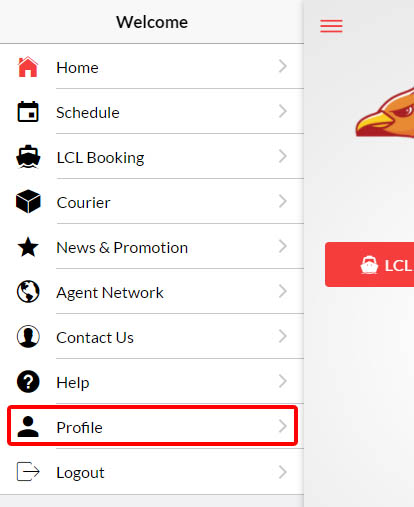 Welcome
Home
Schedule
LCL Booking
Courier
News & Promotion
Agent Network
Contact Us
Help
Profile
Logout
LCL